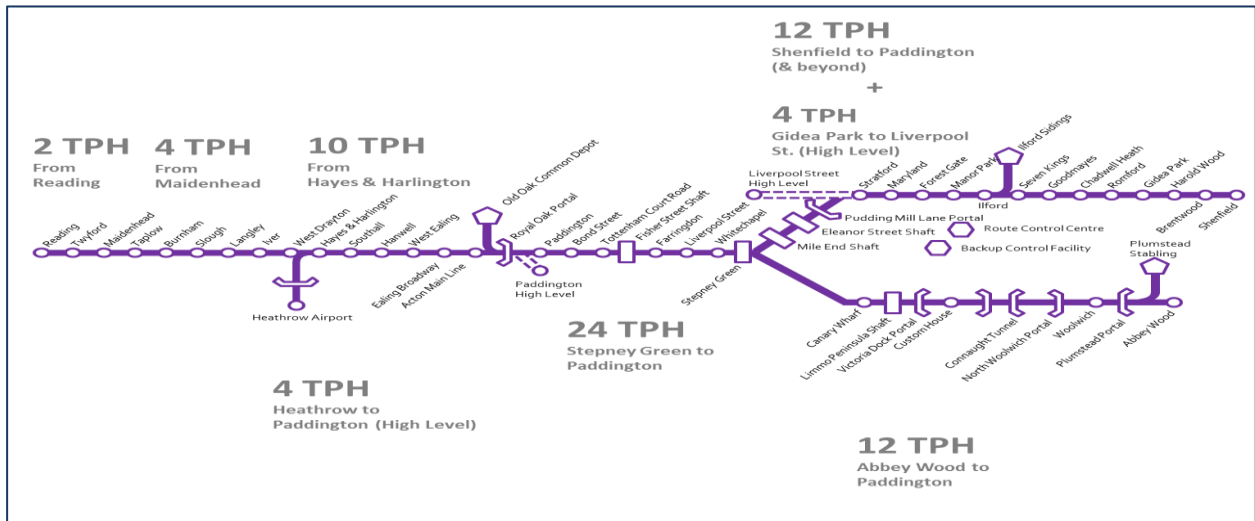 12 TPH
Shenfield to Paddington
(& beyond)
+
4 TPH
Gidea Park to Liverpool
St. (High Level)
2 TPH
From
Reading
4 TPH
From
Maidenhead
10 TPH
From
Hayes & Harlington
Reading
Twyford
Maidenhead
Taplow
Burnham
Slough
Langley
Iver
West Drayton
Hayes & Harlington
Southall
Hanwell
West Ealing
Ealing Broadway
Acton Main Line
Old Oak Common Depot
Royal Oak Portal
Paddington
Bond Street
Tottenham Court Road
Fisher Street Shaft
Farringdon
Liverpool Street
Whitechapel
Stepney Green
Paddington
High Level
Heathrow Airport
Liverpool Street
High Level
Stratford
Maryland
Forest Gate
Manor Park
Ilford
Ilford Sidings
Seven Kings
Goodmayes
Chadwell Heath
Romford
Gidea Park
Harold Wood
Brentwood
Shenfield
Pudding Mill Lane Portal
Eleanor Street Shaft
Mile End Shaft
Route Control Centre
Backup Control Facility
Plumstead
Stabling
Canary Wharf
Limmo Peninsula Shaft
Victoria Dock Portal
Custom House
Connaught Tunnel
North Woolwich Portal
Woolwich
Plumstead Portal
Abbey Wood
24 TPH
Stepney Green to
Paddington
4 TPH
Heathrow to
Paddington (High Level)
12 TPH
Abbey Wood to
Paddington